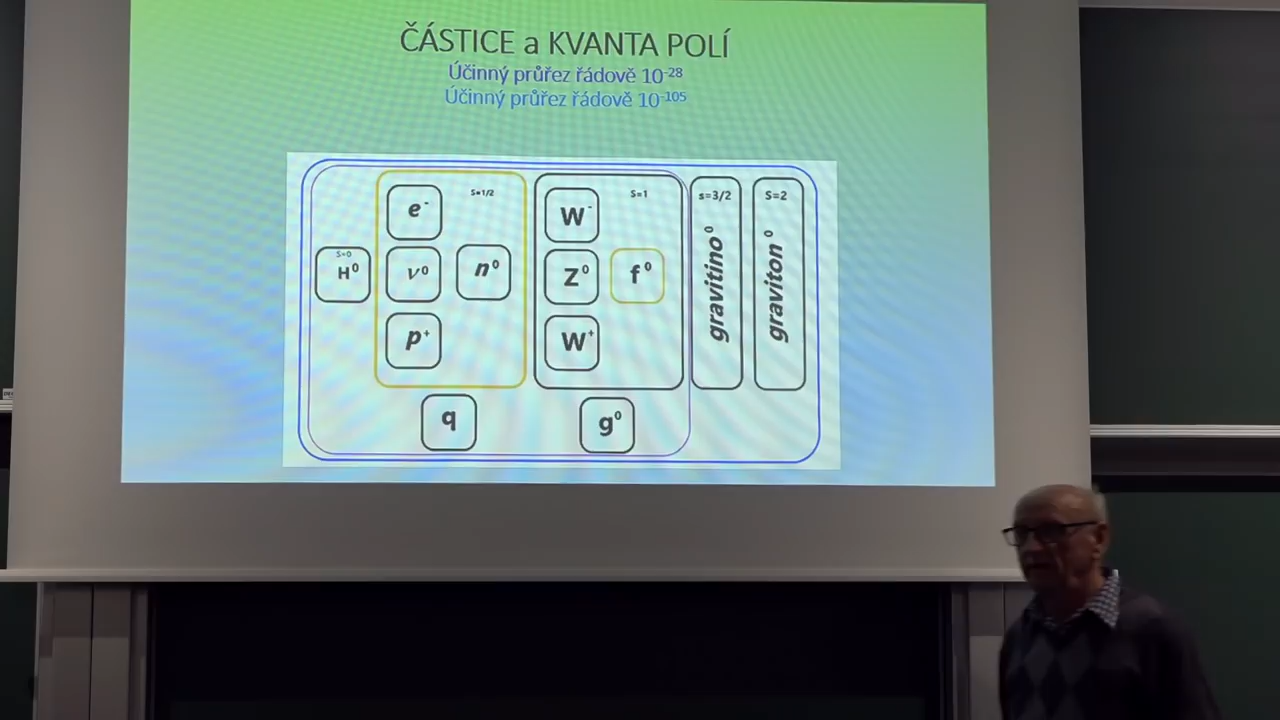 ČÁSTICE a KVANTA POLÍ
Účinný průřez řádově 10⁻²⁸
Účinný průřez řádově 10⁻¹⁰⁵
S=0
H⁰
S=1/2
e⁻
ν⁰
n⁰
p⁺
S=1
W⁻
Z⁰
f⁰
W⁺
s=3/2
gravitino⁰
S=2
graviton⁰
q
g⁰